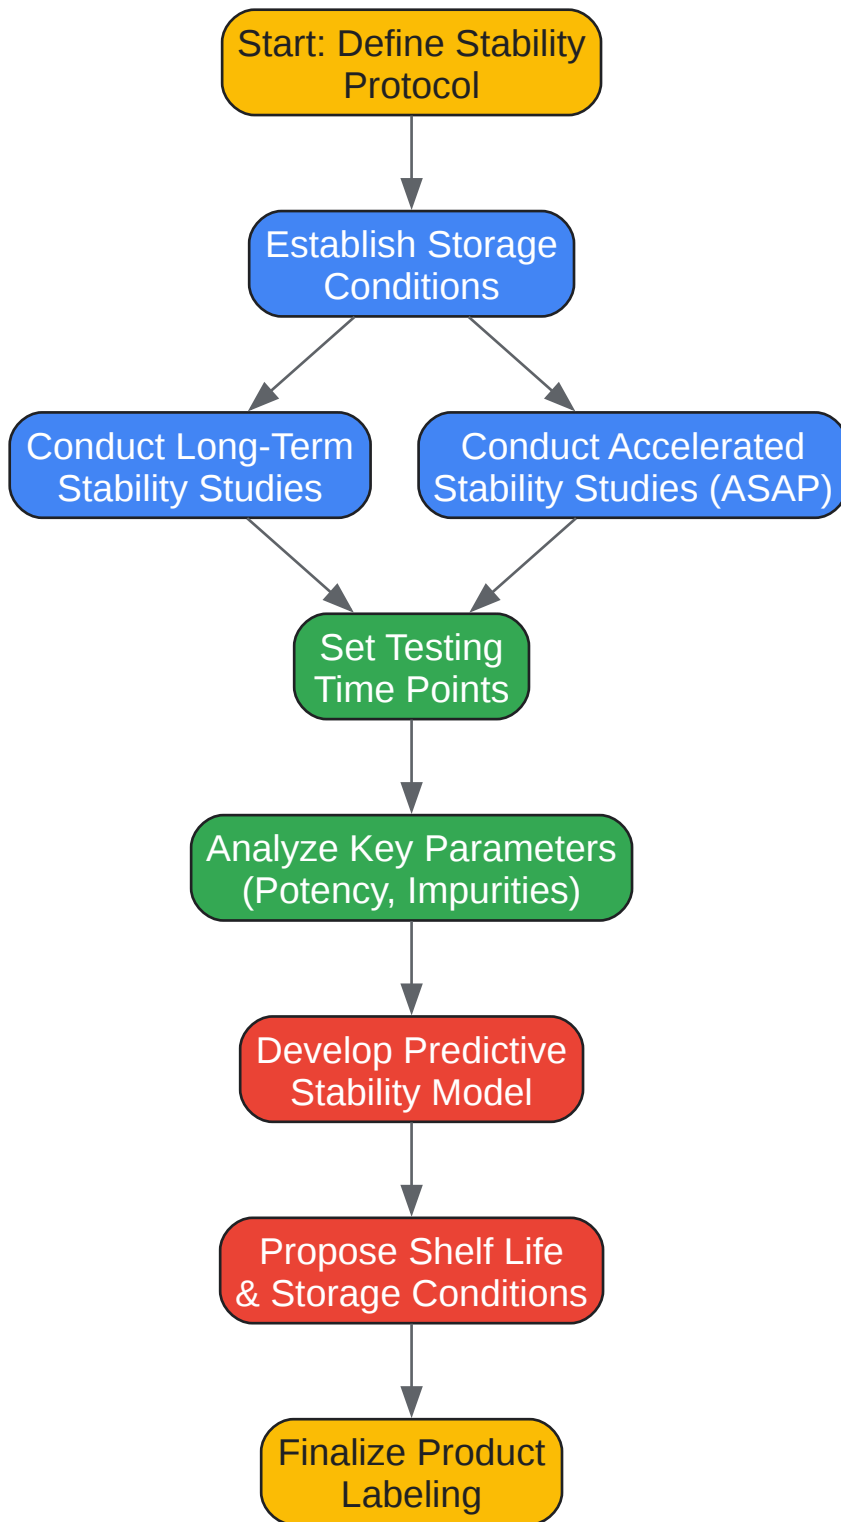 Start: Define Stability
Protocol
Establish Storage
Conditions
Conduct Long-Term
Stability Studies
Conduct Accelerated
Stability Studies (ASAP)
Set Testing
Time Points
Analyze Key Parameters
(Potency, Impurities)
Develop Predictive
Stability Model
Propose Shelf Life
& Storage Conditions
Finalize Product
Labeling